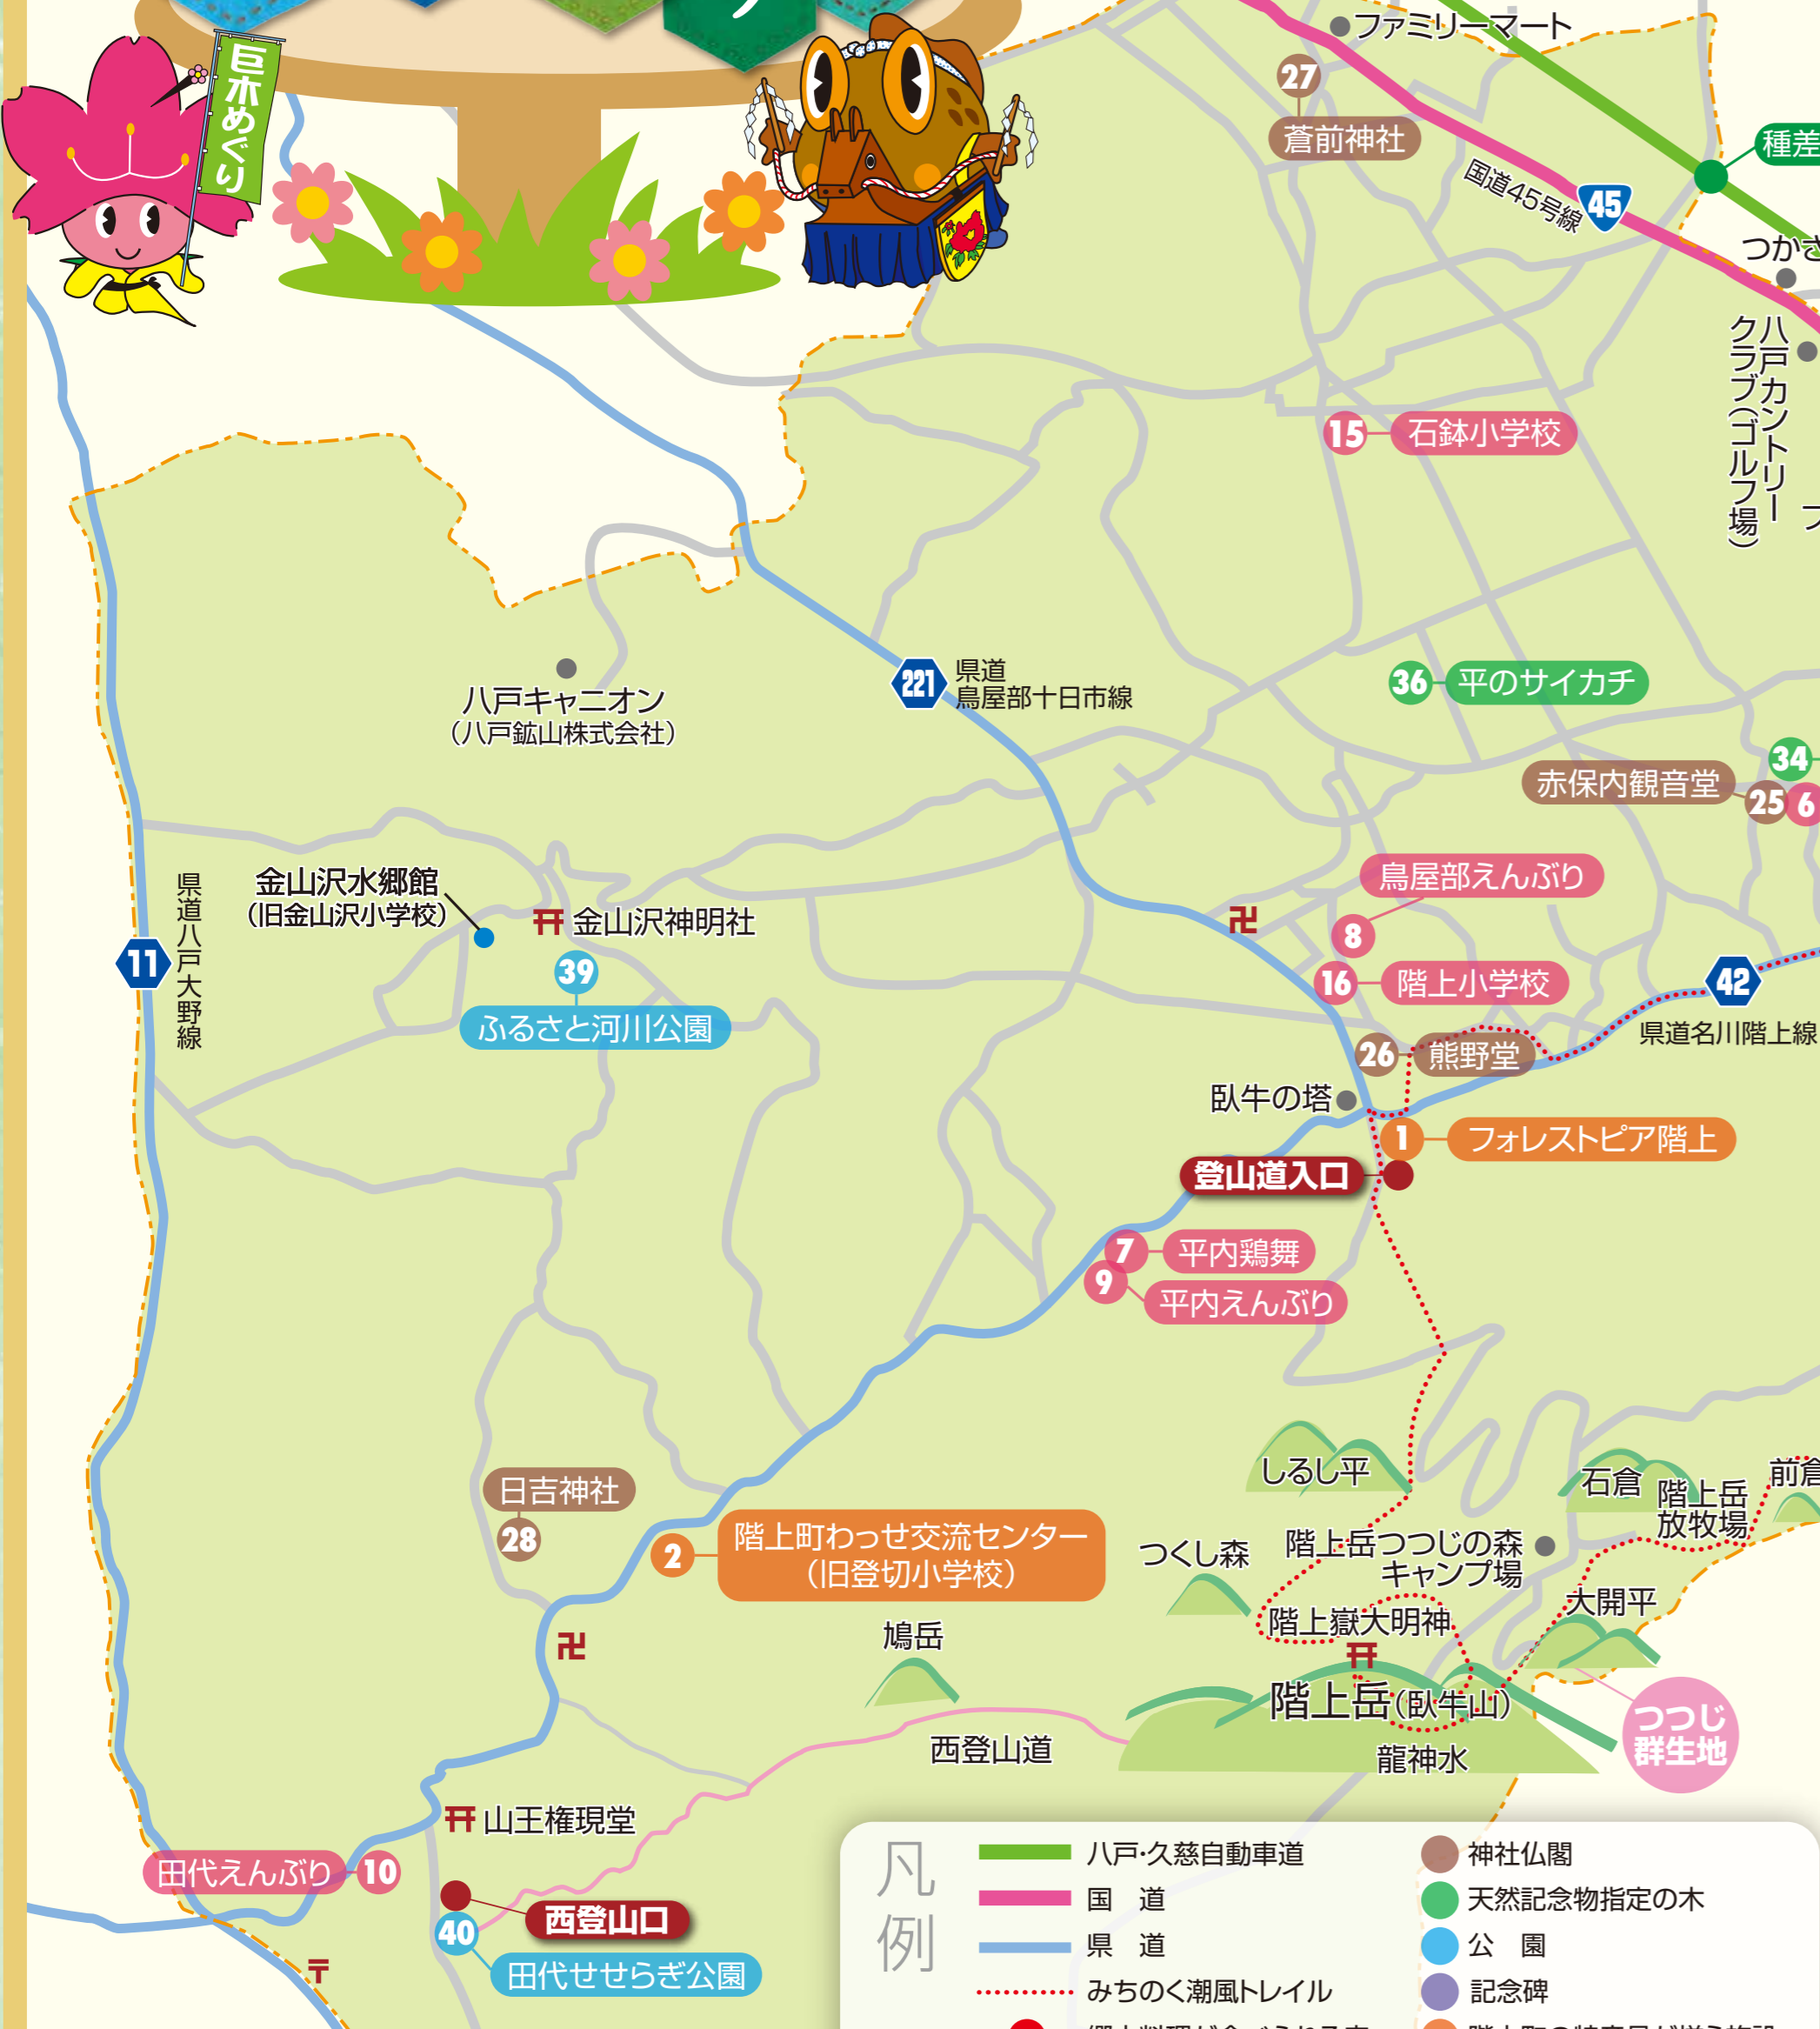 巨木めぐり
ファミリーマート
27
蒼前神社
国道45号線
45
種差
つかさ
八戸カントリー
クラブ（ゴルフ場）
15 石鉢小学校
36 平のサイカチ
34
赤保内観音堂
25
6
八戸キャニオン
（八戸鉱山株式会社）
221
県道
鳥屋部十日市線
11
県道八戸大野線
金山沢水郷館
（旧金山沢小学校）
金山沢神明社
39
ふるさと河川公園
鳥屋部えんぶり
8
16 階上小学校
42
県道名川階上線
26 熊野堂
臥牛の塔
1 フォレストピア階上
登山道入口
7 平内鶏舞
9 平内えんぶり
しるし平
石倉
階上岳
放牧場
前倉
つくし森
階上岳つつじの森
キャンプ場
大開平
階上嶽大明神
階上岳（臥牛山）
龍神水
つつじ
群生地
日吉神社
28
2 階上町わっせ交流センター
（旧登切小学校）
鳩岳
西登山道
山王権現堂
田代えんぶり 10
西登山口
40
田代せせらぎ公園
凡例
八戸・久慈自動車道
国　道
県　道
みちのく潮風トレイル
神社仏閣
天然記念物指定の木
公　園
記念碑